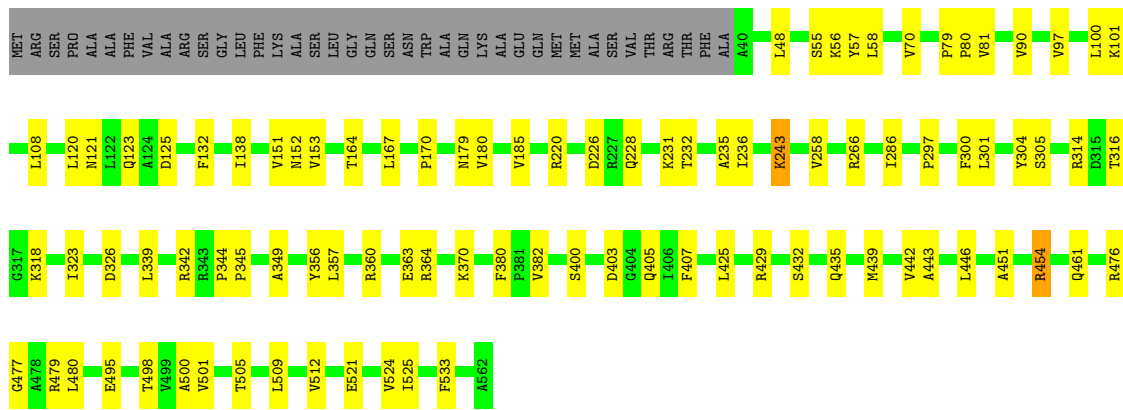 MET ARG SER PRO ALA ALA PHE VAL ALA ARG SER GLY LEU PHE LYS ALA SER LEU GLY GLN SER ASN TRP ALA GLN LYS ALA GLU GLN MET MET ALA SER VAL THR ARG THR PHE ALA A40 L48 S55 K56 Y57 L58 V70 P79 P80 V81 V90 V97 L100 K101
L108 L120 N121 L122 Q123 A124 D125 F132 I138 V151 N152 V153 T164 L167 P170 N179 V180 V185 R220 D226 R227 Q228 K231 T232 A235 I236 K243 V258 R266 I286 P297 F300 L301 Y304 S305 R314 D315 T316
G317 K318 I323 D326 L339 R342 R343 P344 P345 A349 Y356 L357 R360 E363 R364 K370 F380 P381 V382 S400 D403 G404 Q405 I406 F407 L425 R429 S432 Q435 M439 V442 A443 L446 A451 R454 Q461 R476
G477 A478 R479 L480 E495 T498 V499 A500 V501 T505 L509 V512 E521 V524 I525 F533 A562